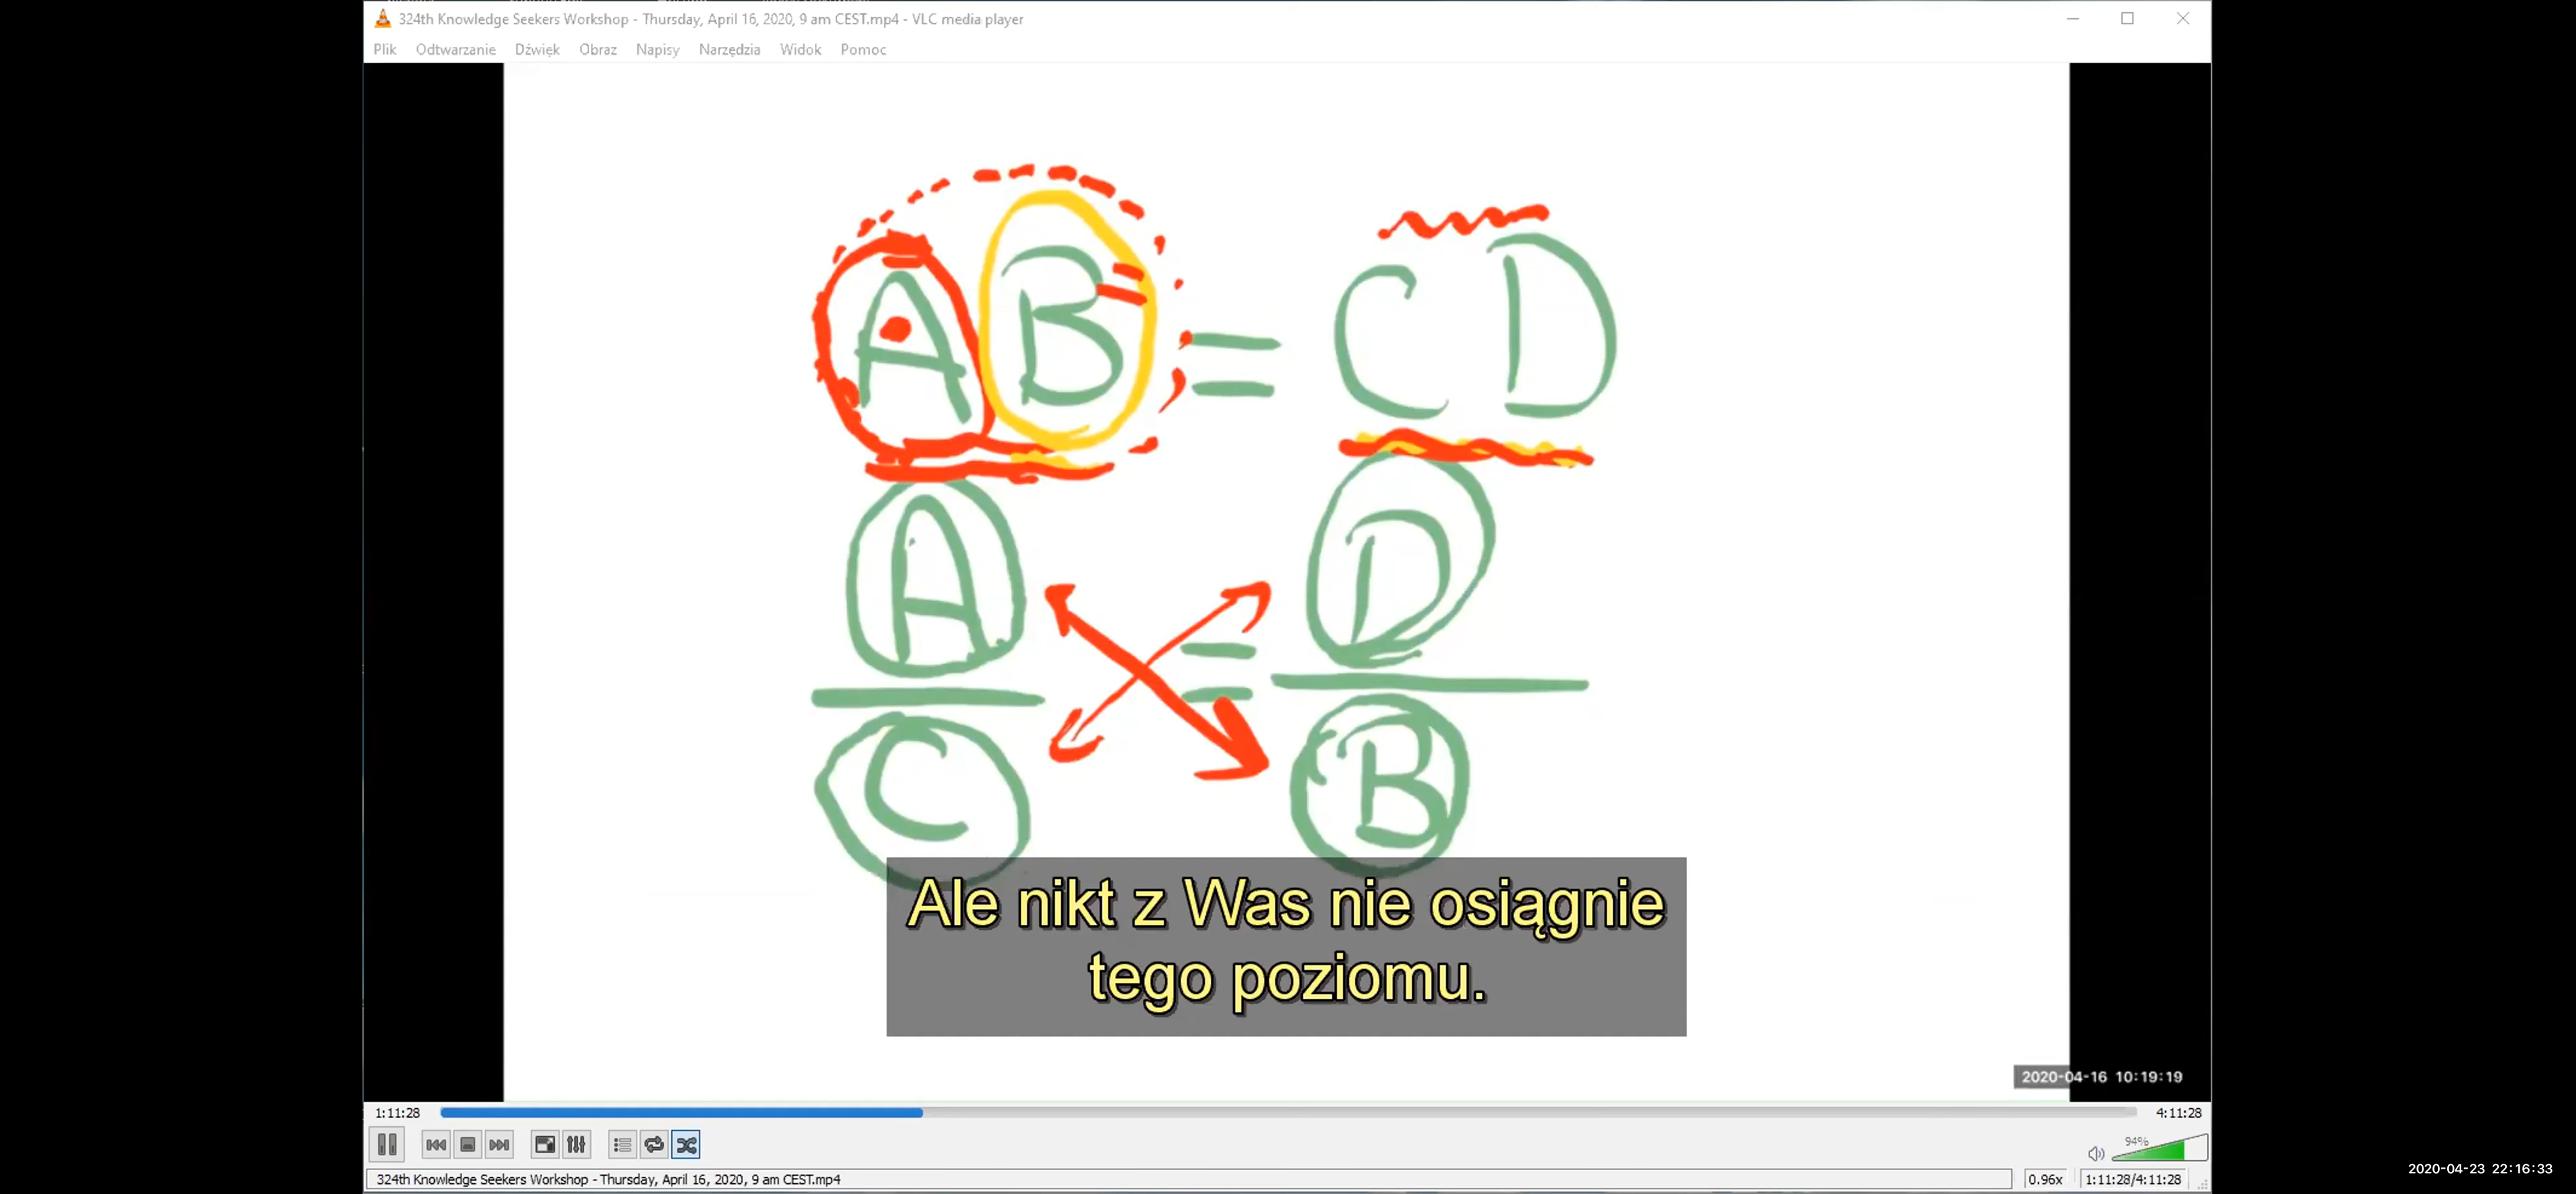 324th Knowledge Seekers Workshop - Thursday, April 16, 2020, 9 am CEST.mp4 - VLC media player
Plik Odtwarzanie Dźwięk Obraz Napisy Narzędzia Widok Pomoc
A B = C D
A = D
C B
Ale nikt z Was nie osiągnie
tego poziomu.
2020-04-16 10:19:19
1:11:28 4:11:28
94%
2020-04-23 22:16:33
324th Knowledge Seekers Workshop - Thursday, April 16, 2020, 9 am CEST.mp4 0.96x 1:11:28/4:11:28